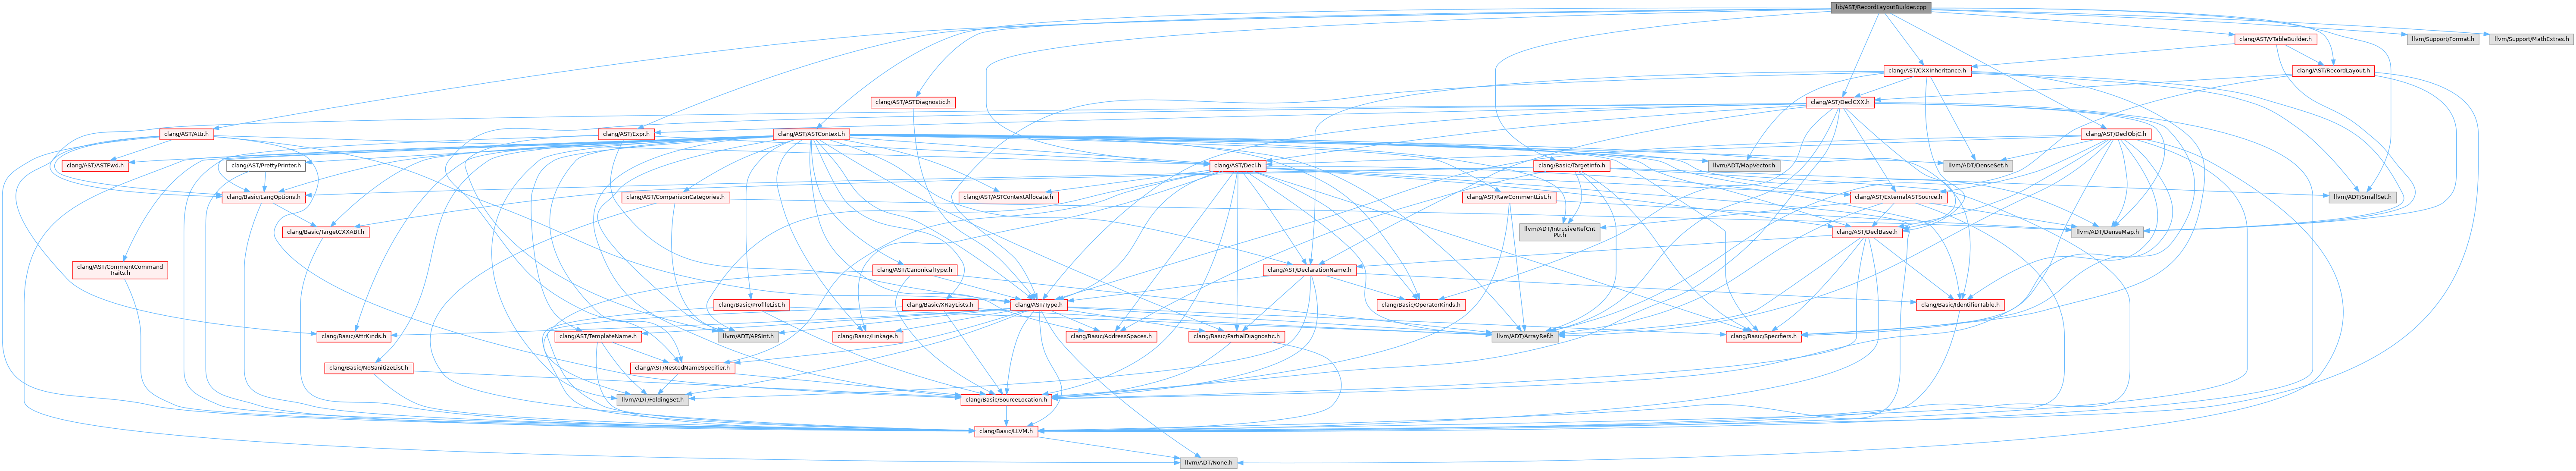 lib/AST/RecordLayoutBuilder.cpp
clang/AST/VTableBuilder.h
llvm/Support/Format.h
llvm/Support/MathExtras.h
clang/AST/CXXInheritance.h
clang/AST/RecordLayout.h
clang/AST/ASTDiagnostic.h
clang/AST/DeclCXX.h
clang/AST/Attr.h
clang/AST/Expr.h
clang/AST/ASTContext.h
clang/AST/DeclObjC.h
clang/AST/ASTFwd.h
clang/AST/PrettyPrinter.h
clang/AST/Decl.h
llvm/ADT/MapVector.h
clang/Basic/TargetInfo.h
llvm/ADT/DenseSet.h
clang/Basic/LangOptions.h
clang/AST/ComparisonCategories.h
clang/AST/ASTContextAllocate.h
clang/AST/RawCommentList.h
clang/AST/ExternalASTSource.h
llvm/ADT/SmallSet.h
clang/Basic/TargetCXXABI.h
llvm/ADT/IntrusiveRefCnt
Ptr.h
clang/AST/DeclBase.h
llvm/ADT/DenseMap.h
clang/AST/CommentCommand
Traits.h
clang/AST/CanonicalType.h
clang/AST/DeclarationName.h
clang/Basic/ProfileList.h
clang/Basic/XRayLists.h
clang/AST/Type.h
clang/Basic/OperatorKinds.h
clang/Basic/IdentifierTable.h
clang/Basic/AttrKinds.h
clang/AST/TemplateName.h
llvm/ADT/APSInt.h
clang/Basic/Linkage.h
clang/Basic/AddressSpaces.h
clang/Basic/PartialDiagnostic.h
llvm/ADT/ArrayRef.h
clang/Basic/Specifiers.h
clang/Basic/NoSanitizeList.h
clang/AST/NestedNameSpecifier.h
llvm/ADT/FoldingSet.h
clang/Basic/SourceLocation.h
clang/Basic/LLVM.h
llvm/ADT/None.h